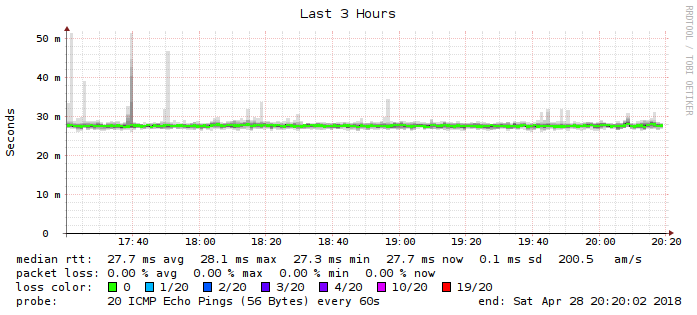 Last 3 Hours
RRDTOOL / TOBI OETIKER
Seconds
50 m
40 m
30 m
20 m
10 m
0
17:40 18:00 18:20 18:40 19:00 19:20 19:40 20:00 20:20
median rtt: 27.7 ms avg 28.1 ms max 27.3 ms min 27.7 ms now 0.1 ms sd 200.5 am/s
packet loss: 0.00 % avg 0.00 % max 0.00 % min 0.00 % now
loss color: 0 1/20 2/20 3/20 4/20 10/20 19/20
probe: 20 ICMP Echo Pings (56 Bytes) every 60s end: Sat Apr 28 20:20:02 2018